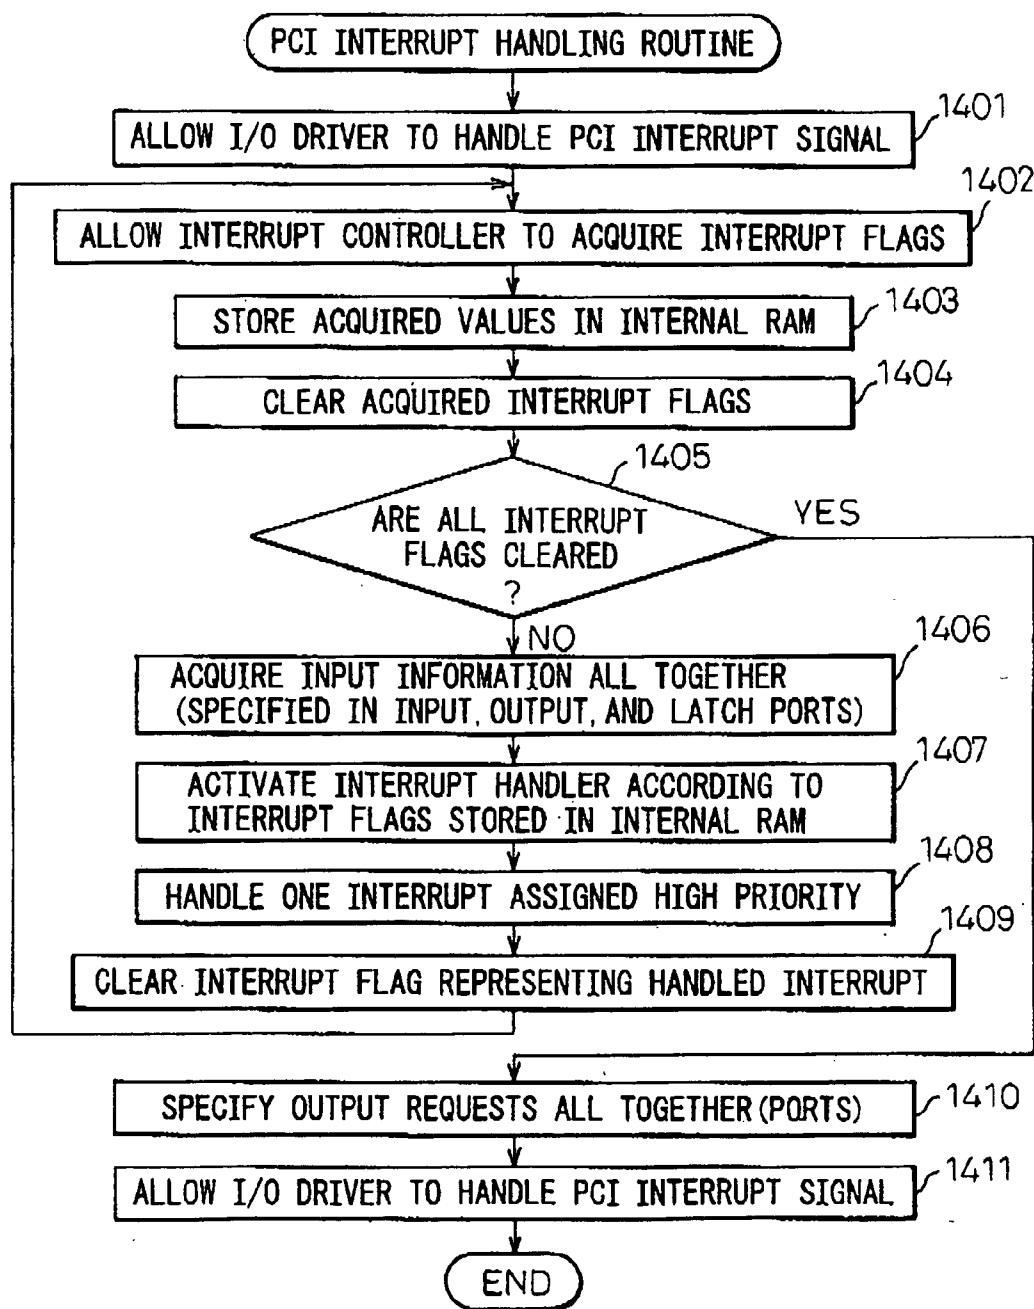 PCI INTERRUPT HANDLING ROUTINE
1401
ALLOW I/O DRIVER TO HANDLE PCI INTERRUPT SIGNAL
1402
ALLOW INTERRUPT CONTROLLER TO ACQUIRE INTERRUPT FLAGS
1403
STORE ACQUIRED VALUES IN INTERNAL RAM
1404
CLEAR ACQUIRED INTERRUPT FLAGS
1405
ARE ALL INTERRUPT
FLAGS CLEARED
?
YES
NO
1406
ACQUIRE INPUT INFORMATION ALL TOGETHER
(SPECIFIED IN INPUT, OUTPUT, AND LATCH PORTS)
1407
ACTIVATE INTERRUPT HANDLER ACCORDING TO
INTERRUPT FLAGS STORED IN INTERNAL RAM
1408
HANDLE ONE INTERRUPT ASSIGNED HIGH PRIORITY
1409
CLEAR INTERRUPT FLAG REPRESENTING HANDLED INTERRUPT
1410
SPECIFY OUTPUT REQUESTS ALL TOGETHER (PORTS)
1411
ALLOW I/O DRIVER TO HANDLE PCI INTERRUPT SIGNAL
END